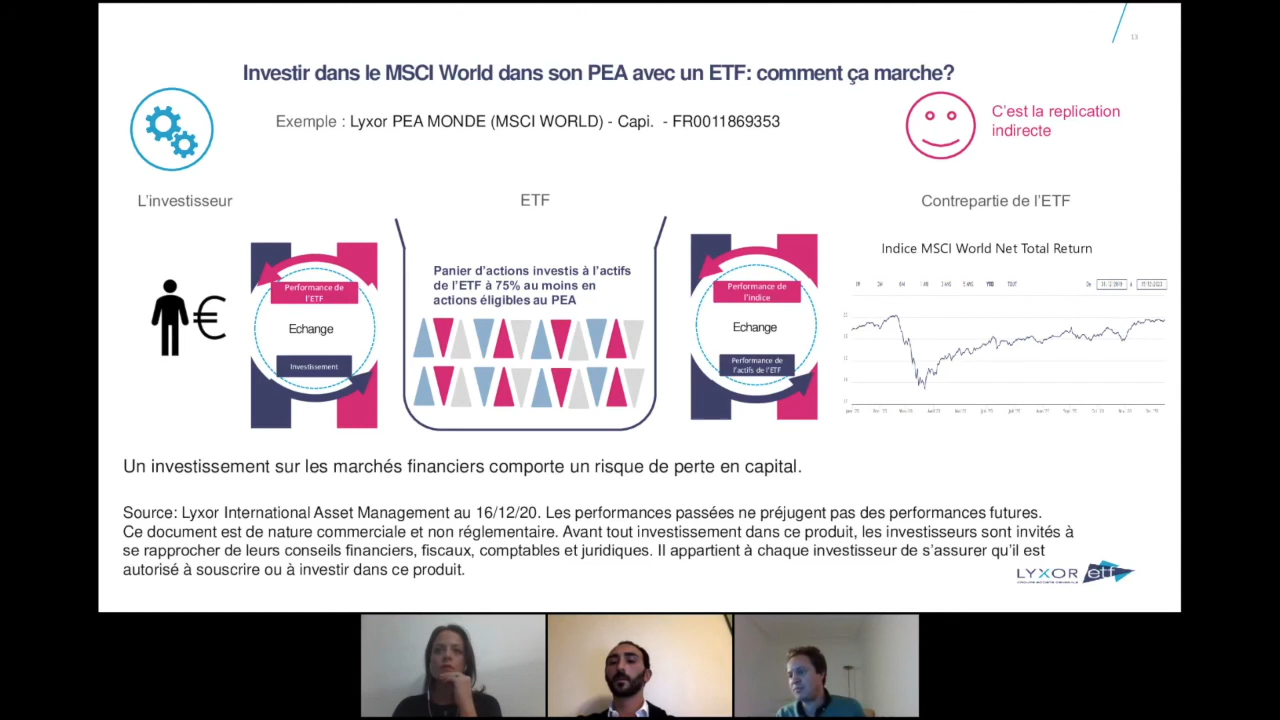 13
Investir dans le MSCI World dans son PEA avec un ETF: comment ça marche?
Exemple : Lyxor PEA MONDE (MSCI WORLD) - Capi. - FR0011869353
C'est la replication
indirecte
L'investisseur
ETF
Contrepartie de l'ETF
Indice MSCI World Net Total Return
Performance de
l'ETF
Echange
Investissement
€
Panier d'actions investis à l'actifs
de l'ETF à 75% au moins en
actions éligibles au PEA
Performance de
l'indice
Echange
Performance de
l'actifs de l'ETF
Un investissement sur les marchés financiers comporte un risque de perte en capital.
Source: Lyxor International Asset Management au 16/12/20. Les performances passées ne préjugent pas des performances futures.
Ce document est de nature commerciale et non réglementaire. Avant tout investissement dans ce produit, les investisseurs sont invités à
se rapprocher de leurs conseils financiers, fiscaux, comptables et juridiques. Il appartient à chaque investisseur de s'assurer qu'il est
autorisé à souscrire ou à investir dans ce produit.
LYXOR etf